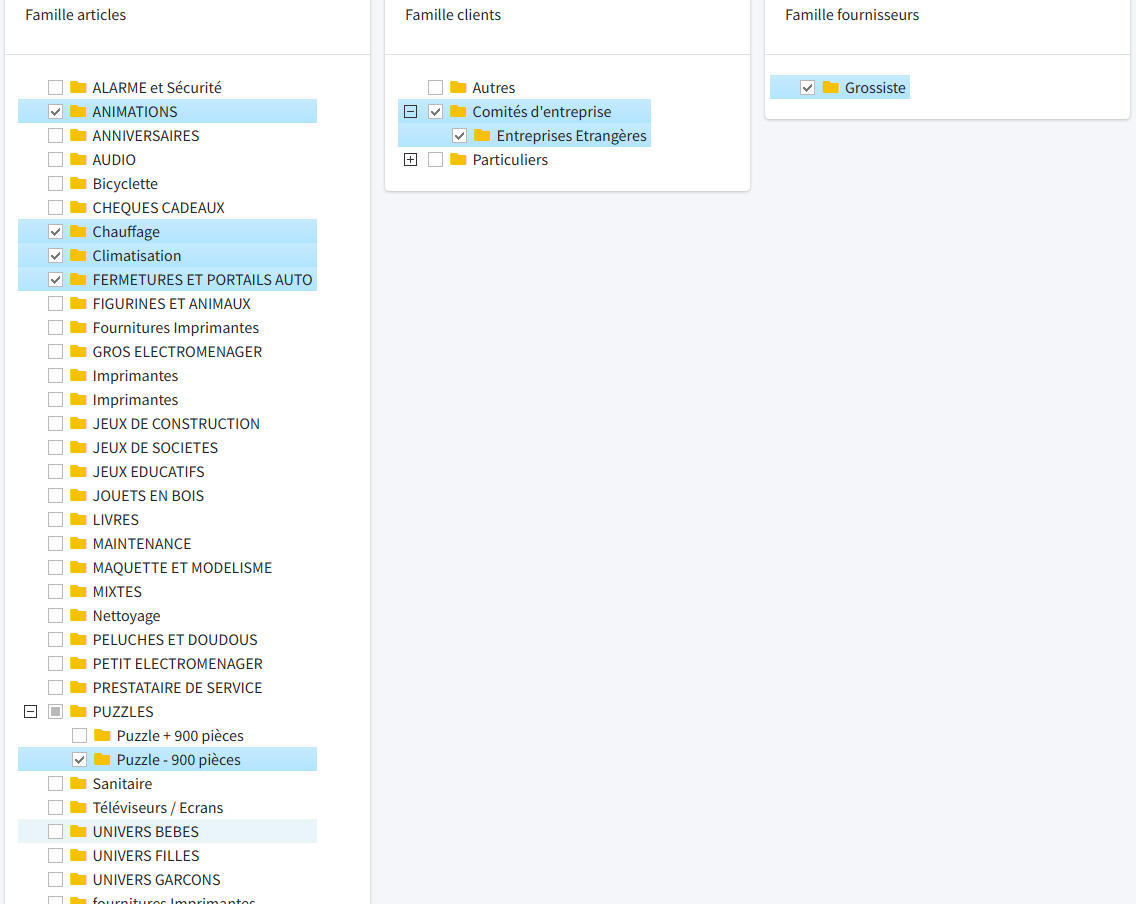 Famille articles
ALARME et Sécurité
ANIMATIONS
ANNIVERSAIRES
AUDIO
Bicyclette
CHEQUES CADEAUX
Chauffage
Climatisation
FERMETURES ET PORTAILS AUTO
FIGURINES ET ANIMAUX
Fournitures Imprimantes
GROS ELECTROMENAGER
Imprimantes
Imprimantes
JEUX DE CONSTRUCTION
JEUX DE SOCIETES
JEUX EDUCATIFS
JOUETS EN BOIS
LIVRES
MAINTENANCE
MAQUETTE ET MODELISME
MIXTES
Nettoyage
PELUCHES ET DOUDOUS
PETIT ELECTROMENAGER
PRESTATAIRE DE SERVICE
PUZZLES
Puzzle + 900 pièces
Puzzle - 900 pièces
Sanitaire
Téléviseurs / Ecrans
UNIVERS BEBES
UNIVERS FILLES
UNIVERS GARCONS
fournitures Imprimantes
Famille clients
Autres
Comités d'entreprise
Entreprises Etrangères
Particuliers
Famille fournisseurs
Grossiste